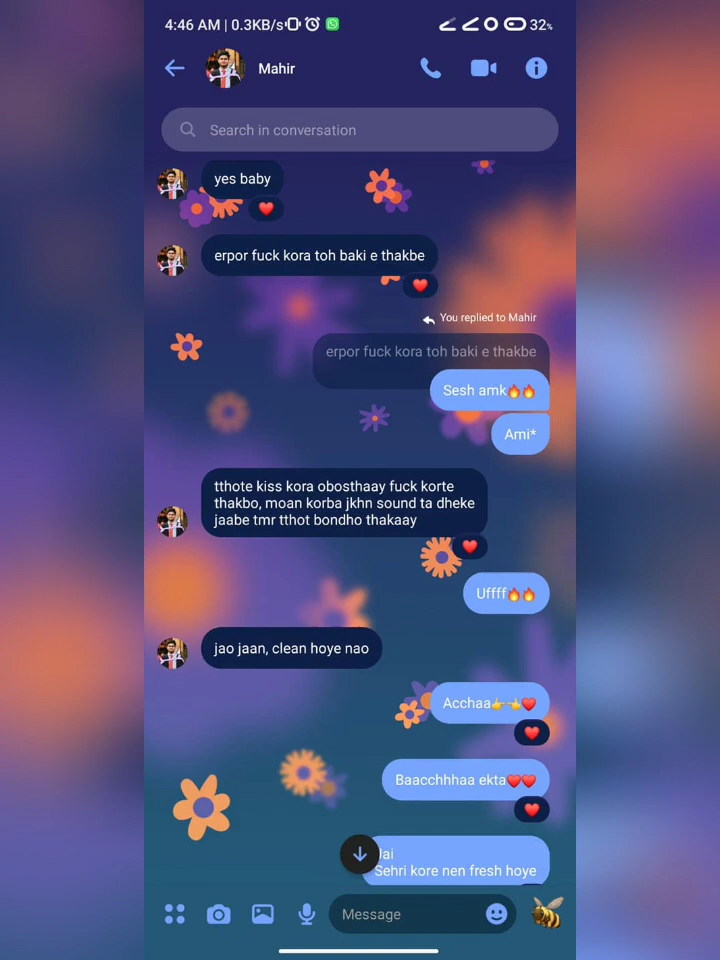 4:46 AM | 0.3KB/s
32%
Mahir
Search in conversation
yes baby
erpor fuck kora toh baki e thakbe
You replied to Mahir
erpor fuck kora toh baki e thakbe
Sesh amk🔥🔥
Ami*
tthote kiss kora obosthaay fuck korte
thakbo, moan korba jkhn sound ta dheke
jaabe tmr tthot bondho thakaay
Uffff🔥🔥
jao jaan, clean hoye nao
Acchaa👉👈❤️
Baacchhhaa ekta❤️❤️
Sehri kore nen fresh hoye
Message